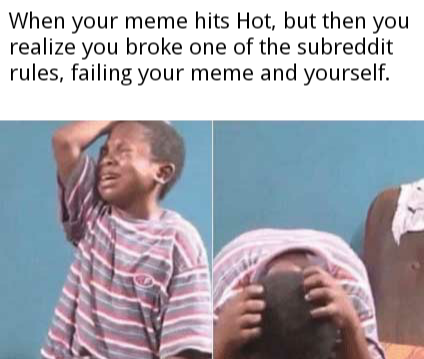 When your meme hits Hot, but then you
realize you broke one of the subreddit
rules, failing your meme and yourself.